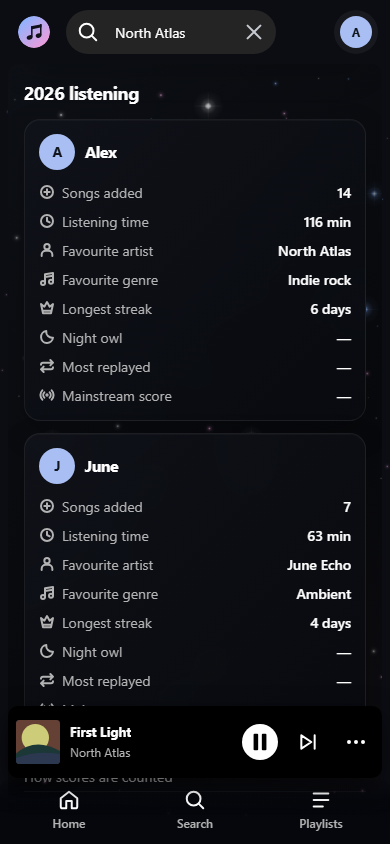 North Atlas
A
2026 listening
A
Alex
Songs added 14
Listening time 116 min
Favourite artist North Atlas
Favourite genre Indie rock
Longest streak 6 days
Night owl —
Most replayed —
Mainstream score —
J
June
Songs added 7
Listening time 63 min
Favourite artist June Echo
Favourite genre Ambient
Longest streak 4 days
Night owl —
Most replayed —
First Light
North Atlas
How scores are counted
Home
Search
Playlists